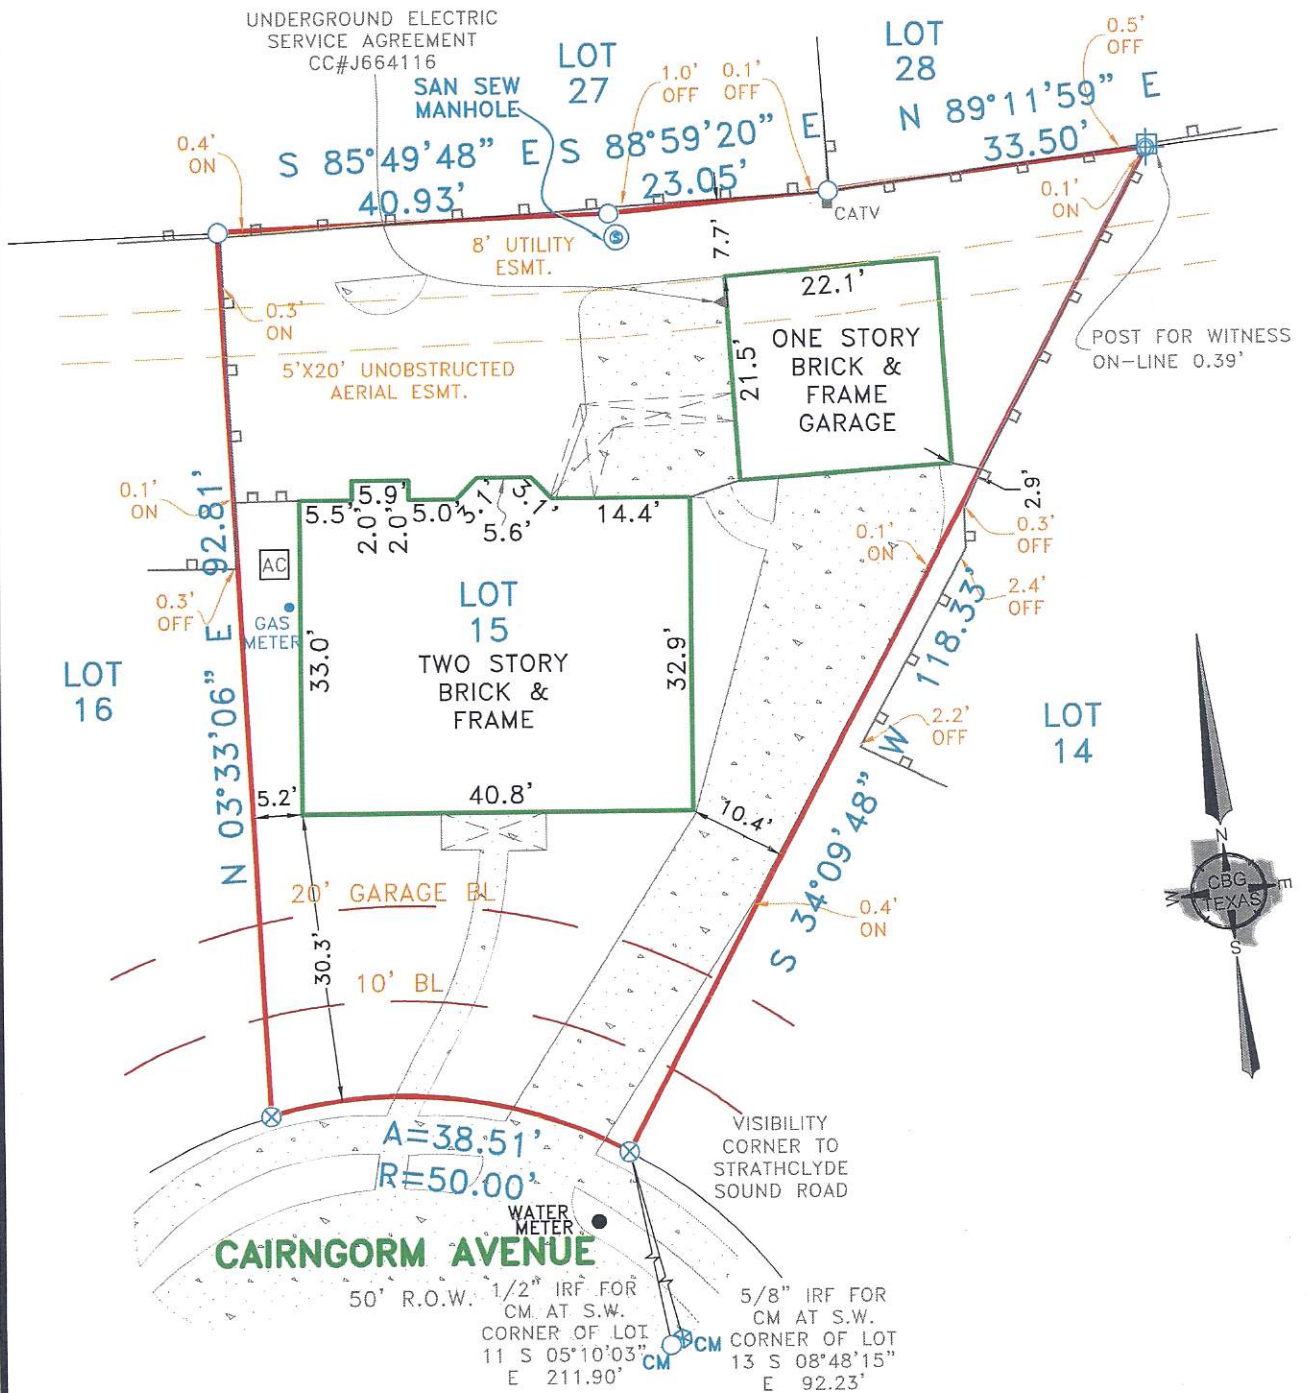 UNDERGROUND ELECTRIC
SERVICE AGREEMENT
CC#J664116
LOT
27
LOT
28
0.5'
OFF
SAN SEW
MANHOLE
1.0'
OFF
0.1'
OFF
0.4'
ON
S 85°49'48" E
40.93'
S 88°59'20" E
23.05'
N 89°11'59" E
33.50'
0.1'
ON
CATV
7.7'
8' UTILITY
ESMT.
22.1'
0.3'
ON
ONE STORY
BRICK &
FRAME
GARAGE
21.5'
POST FOR WITNESS
ON-LINE 0.39'
5'X20' UNOBSTRUCTED
AERIAL ESMT.
0.1'
ON
5.5'
5.9'
2.0'
2.0'
5.0'
3.1'
5.6'
3.1'
14.4'
2.9'
0.3'
OFF
0.1'
ON
2.4'
OFF
AC
0.3'
OFF
GAS
METER
LOT
15
TWO STORY
BRICK &
FRAME
33.0'
32.9'
LOT
16
N 03°33'06" E 92.81'
118.33'
S 34°09'48" W
2.2'
OFF
LOT
14
5.2'
40.8'
10.4'
20' GARAGE BL
0.4'
ON
30.3'
10' BL
N
CBG
TEXAS
W
E
S
A=38.51'
R=50.00'
VISIBILITY
CORNER TO
STRATHCLYDE
SOUND ROAD
WATER
METER
CAIRNGORM AVENUE
50' R.O.W.
1/2" IRF FOR
CM AT S.W.
CORNER OF LOT
11 S 05°10'03"
E 211.90'
CM
CM
5/8" IRF FOR
CM AT S.W.
CORNER OF LOT
13 S 08°48'15"
E 92.23'